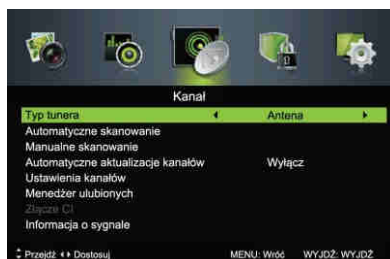 Kanał
Typ tunera Antena
Automatyczne skanowanie
Manualne skanowanie
Automatyczne aktualizacje kanałów Wyłącz
Ustawienia kanałów
Menedżer ulubionych
Złącze CI
Informacja o sygnale
Przejdź Dostosuj MENU: Wróć WYJDŹ: WYJDŹ